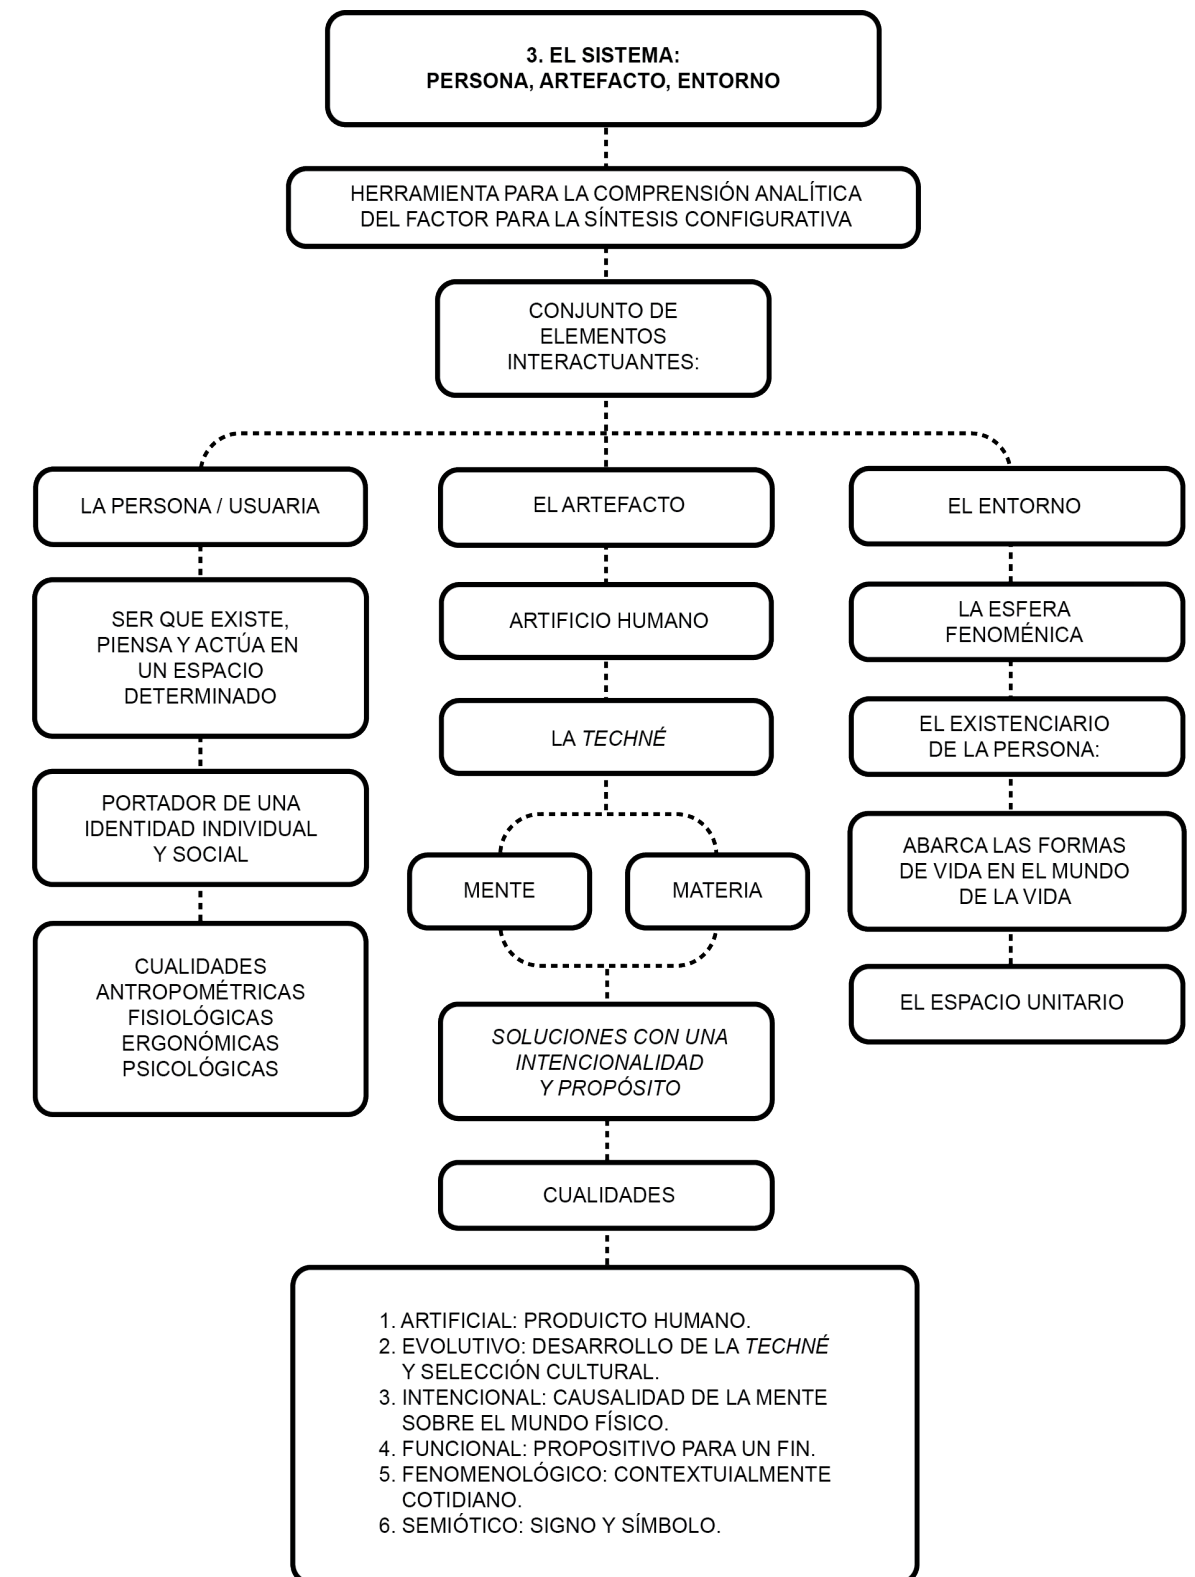 3. EL SISTEMA:
PERSONA, ARTEFACTO, ENTORNO
HERRAMIENTA PARA LA COMPRENSIÓN ANALÍTICA
DEL FACTOR PARA LA SÍNTESIS CONFIGURATIVA
CONJUNTO DE
ELEMENTOS
INTERACTUANTES:
LA PERSONA / USUARIA
SER QUE EXISTE,
PIENSA Y ACTÚA EN
UN ESPACIO
DETERMINADO
PORTADOR DE UNA
IDENTIDAD INDIVIDUAL
Y SOCIAL
CUALIDADES
ANTROPOMÉTRICAS
FISIOLÓGICAS
ERGONÓMICAS
PSICOLÓGICAS
EL ARTEFACTO
ARTIFICIO HUMANO
LA TECHNÉ
MENTE
MATERIA
SOLUCIONES CON UNA
INTENCIONALIDAD
Y PROPÓSITO
CUALIDADES
1. ARTIFICIAL: PRODUICTO HUMANO.
2. EVOLUTIVO: DESARROLLO DE LA TECHNÉ
Y SELECCIÓN CULTURAL.
3. INTENCIONAL: CAUSALIDAD DE LA MENTE
SOBRE EL MUNDO FÍSICO.
4. FUNCIONAL: PROPOSITIVO PARA UN FIN.
5. FENOMENOLÓGICO: CONTEXTUIALMENTE
COTIDIANO.
6. SEMIÓTICO: SIGNO Y SÍMBOLO.
EL ENTORNO
LA ESFERA
FENOMÉNICA
EL EXISTENCIARIO
DE LA PERSONA:
ABARCA LAS FORMAS
DE VIDA EN EL MUNDO
DE LA VIDA
EL ESPACIO UNITARIO